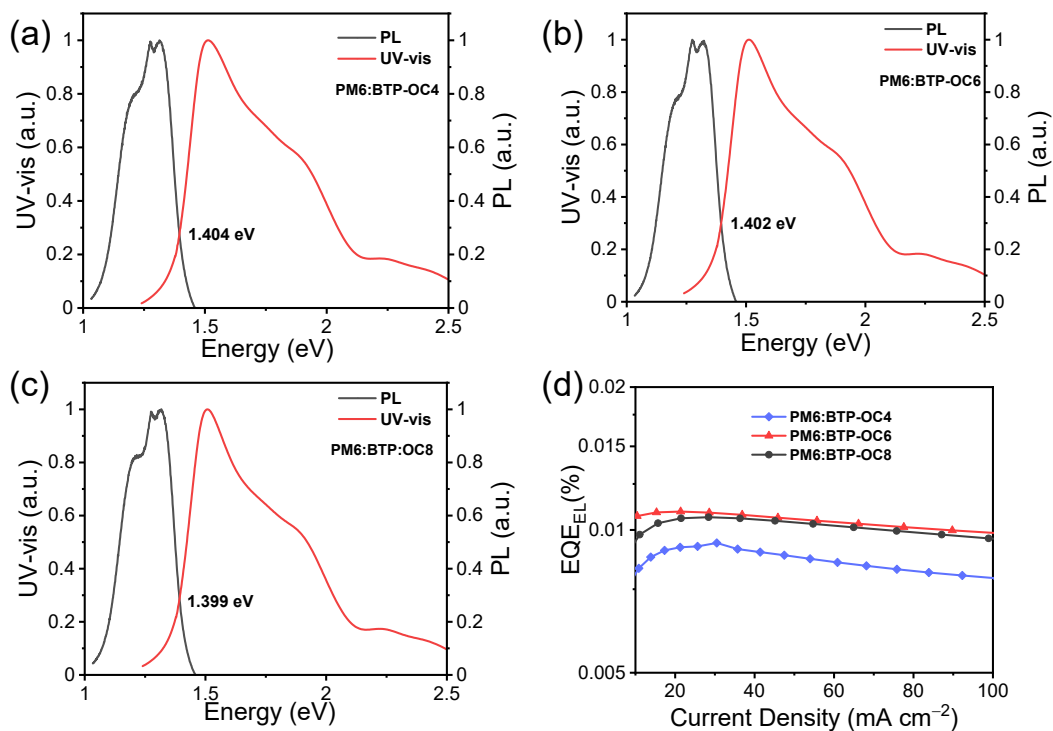 (a)
PL
UV-vis
PM6:BTP-OC4
1.404 eV
UV-vis (a.u.)
PL (a.u.)
Energy (eV)
0
0.2
0.4
0.6
0.8
1
0
0.2
0.4
0.6
0.8
1
1
1.5
2
2.5
(b)
PL
UV-vis
PM6:BTP-OC6
1.402 eV
UV-vis (a.u.)
PL (a.u.)
Energy (eV)
0
0.2
0.4
0.6
0.8
1
0
0.2
0.4
0.6
0.8
1
1
1.5
2
2.5
(c)
PL
UV-vis
PM6:BTP:OC8
1.399 eV
UV-vis (a.u.)
PL (a.u.)
Energy (eV)
0
0.2
0.4
0.6
0.8
1
0
0.2
0.4
0.6
0.8
1
1
1.5
2
2.5
(d)
PM6:BTP-OC4
PM6:BTP-OC6
PM6:BTP-OC8
EQE_EL(%)
0.02
0.015
0.01
0.005
20
40
60
80
100
Current Density (mA cm⁻²)